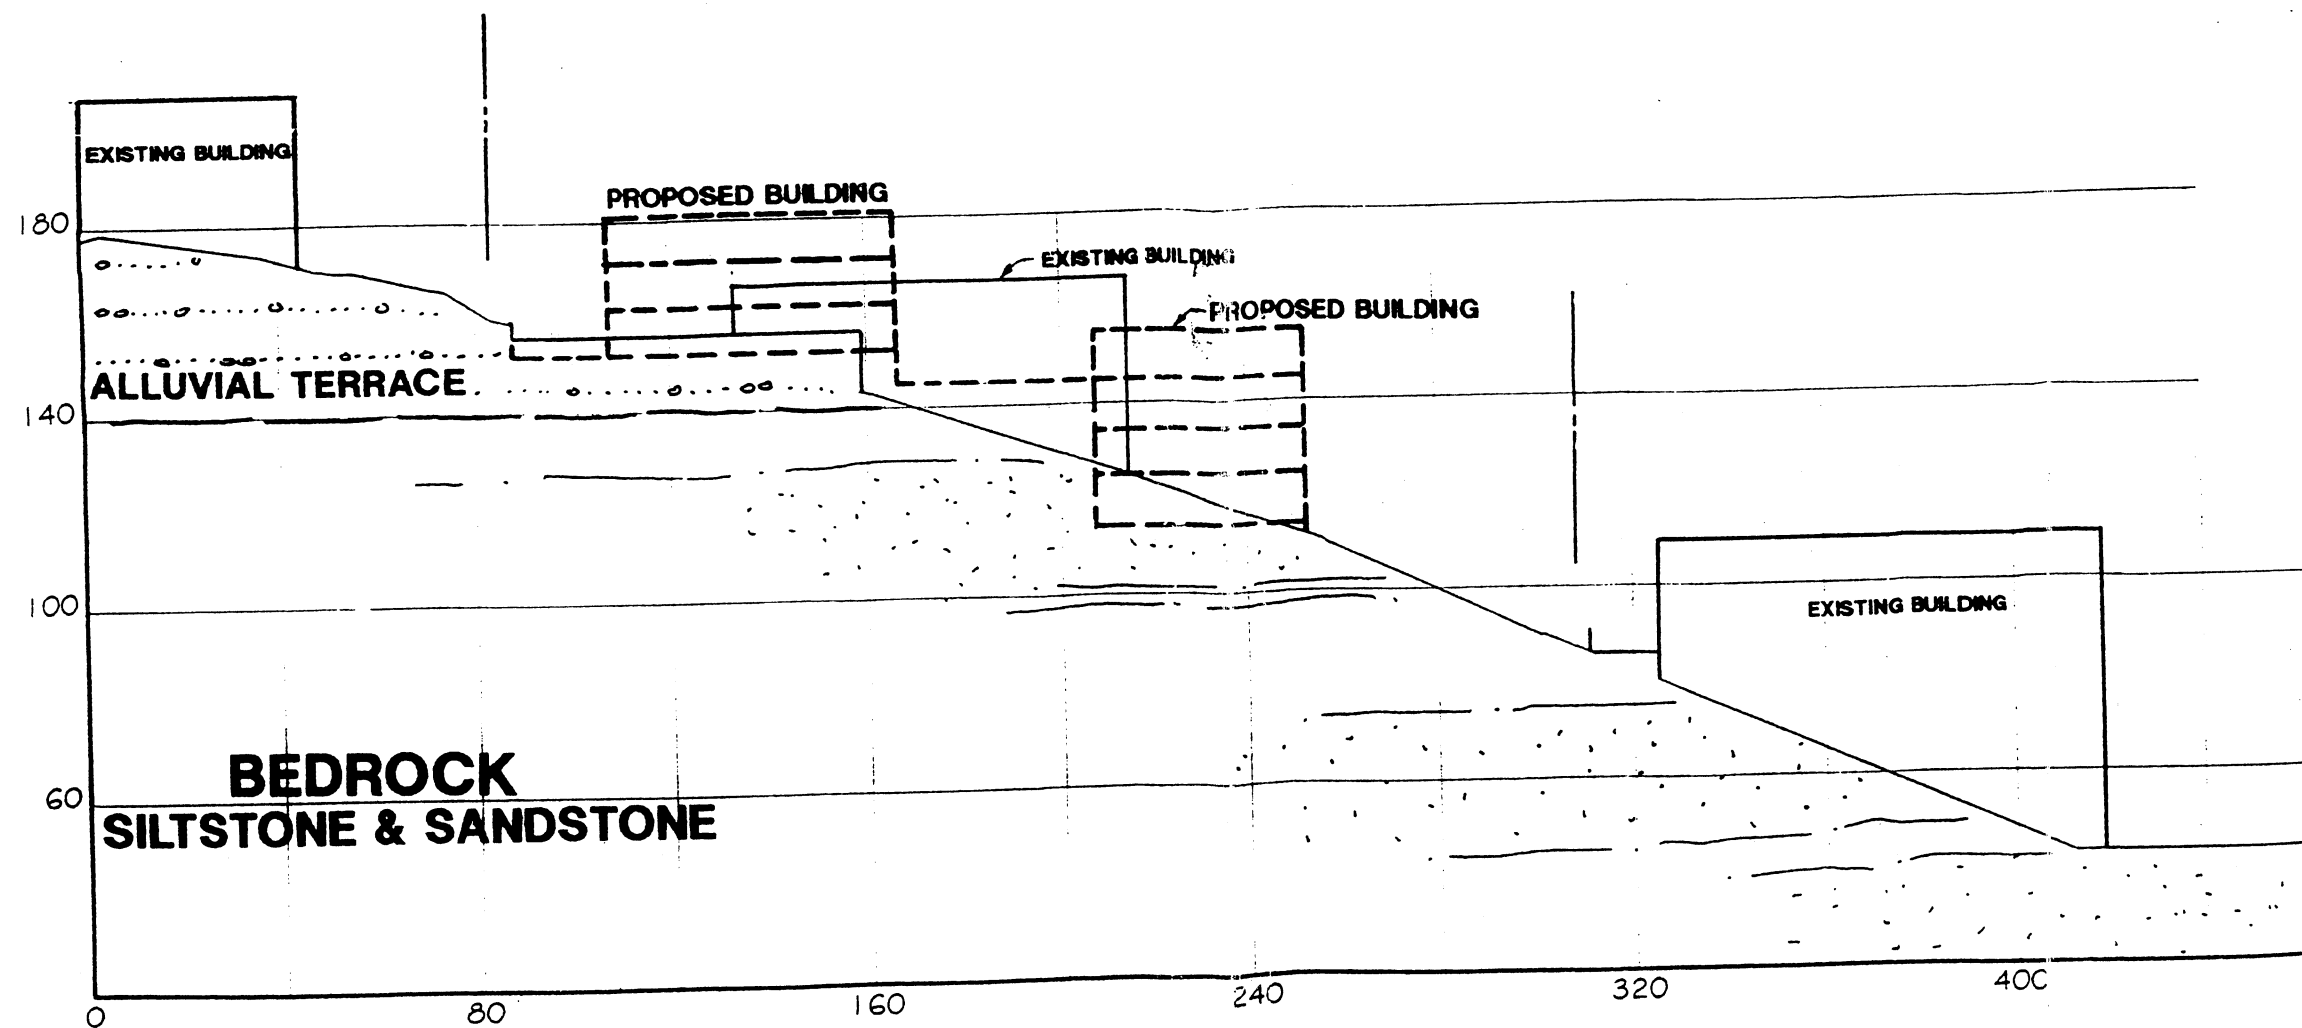 EXISTING BUILDING
PROPOSED BUILDING
180
EXISTING BUILDING
PROPOSED BUILDING
ALLUVIAL TERRACE
140
100
EXISTING BUILDING
BEDROCK
60
SILTSTONE & SANDSTONE
0 80 160 240 320 400